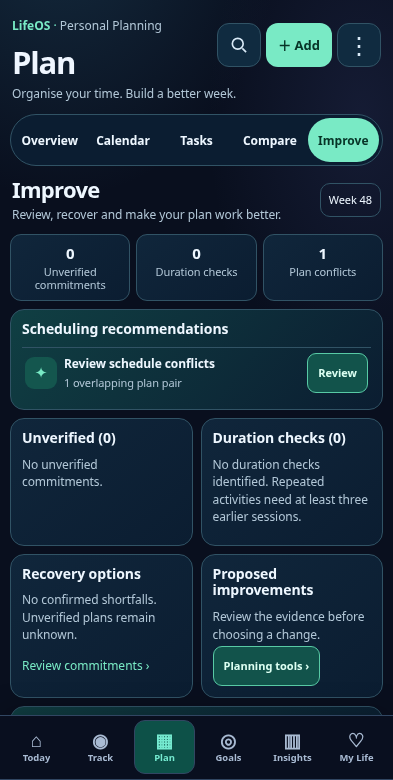 LifeOS · Personal Planning
Plan
+ Add
Organise your time. Build a better week.
Overview Calendar Tasks Compare Improve
Improve
Review, recover and make your plan work better.
Week 48
0
Unverified
commitments
0
Duration checks
1
Plan conflicts
Scheduling recommendations
Review schedule conflicts
1 overlapping plan pair
Review
Unverified (0)
No unverified
commitments.
Duration checks (0)
No duration checks
identified. Repeated
activities need at least three
earlier sessions.
Recovery options
No confirmed shortfalls.
Unverified plans remain
unknown.
Review commitments ›
Proposed
improvements
Review the evidence before
choosing a change.
Planning tools ›
Today Track Plan Goals Insights My Life